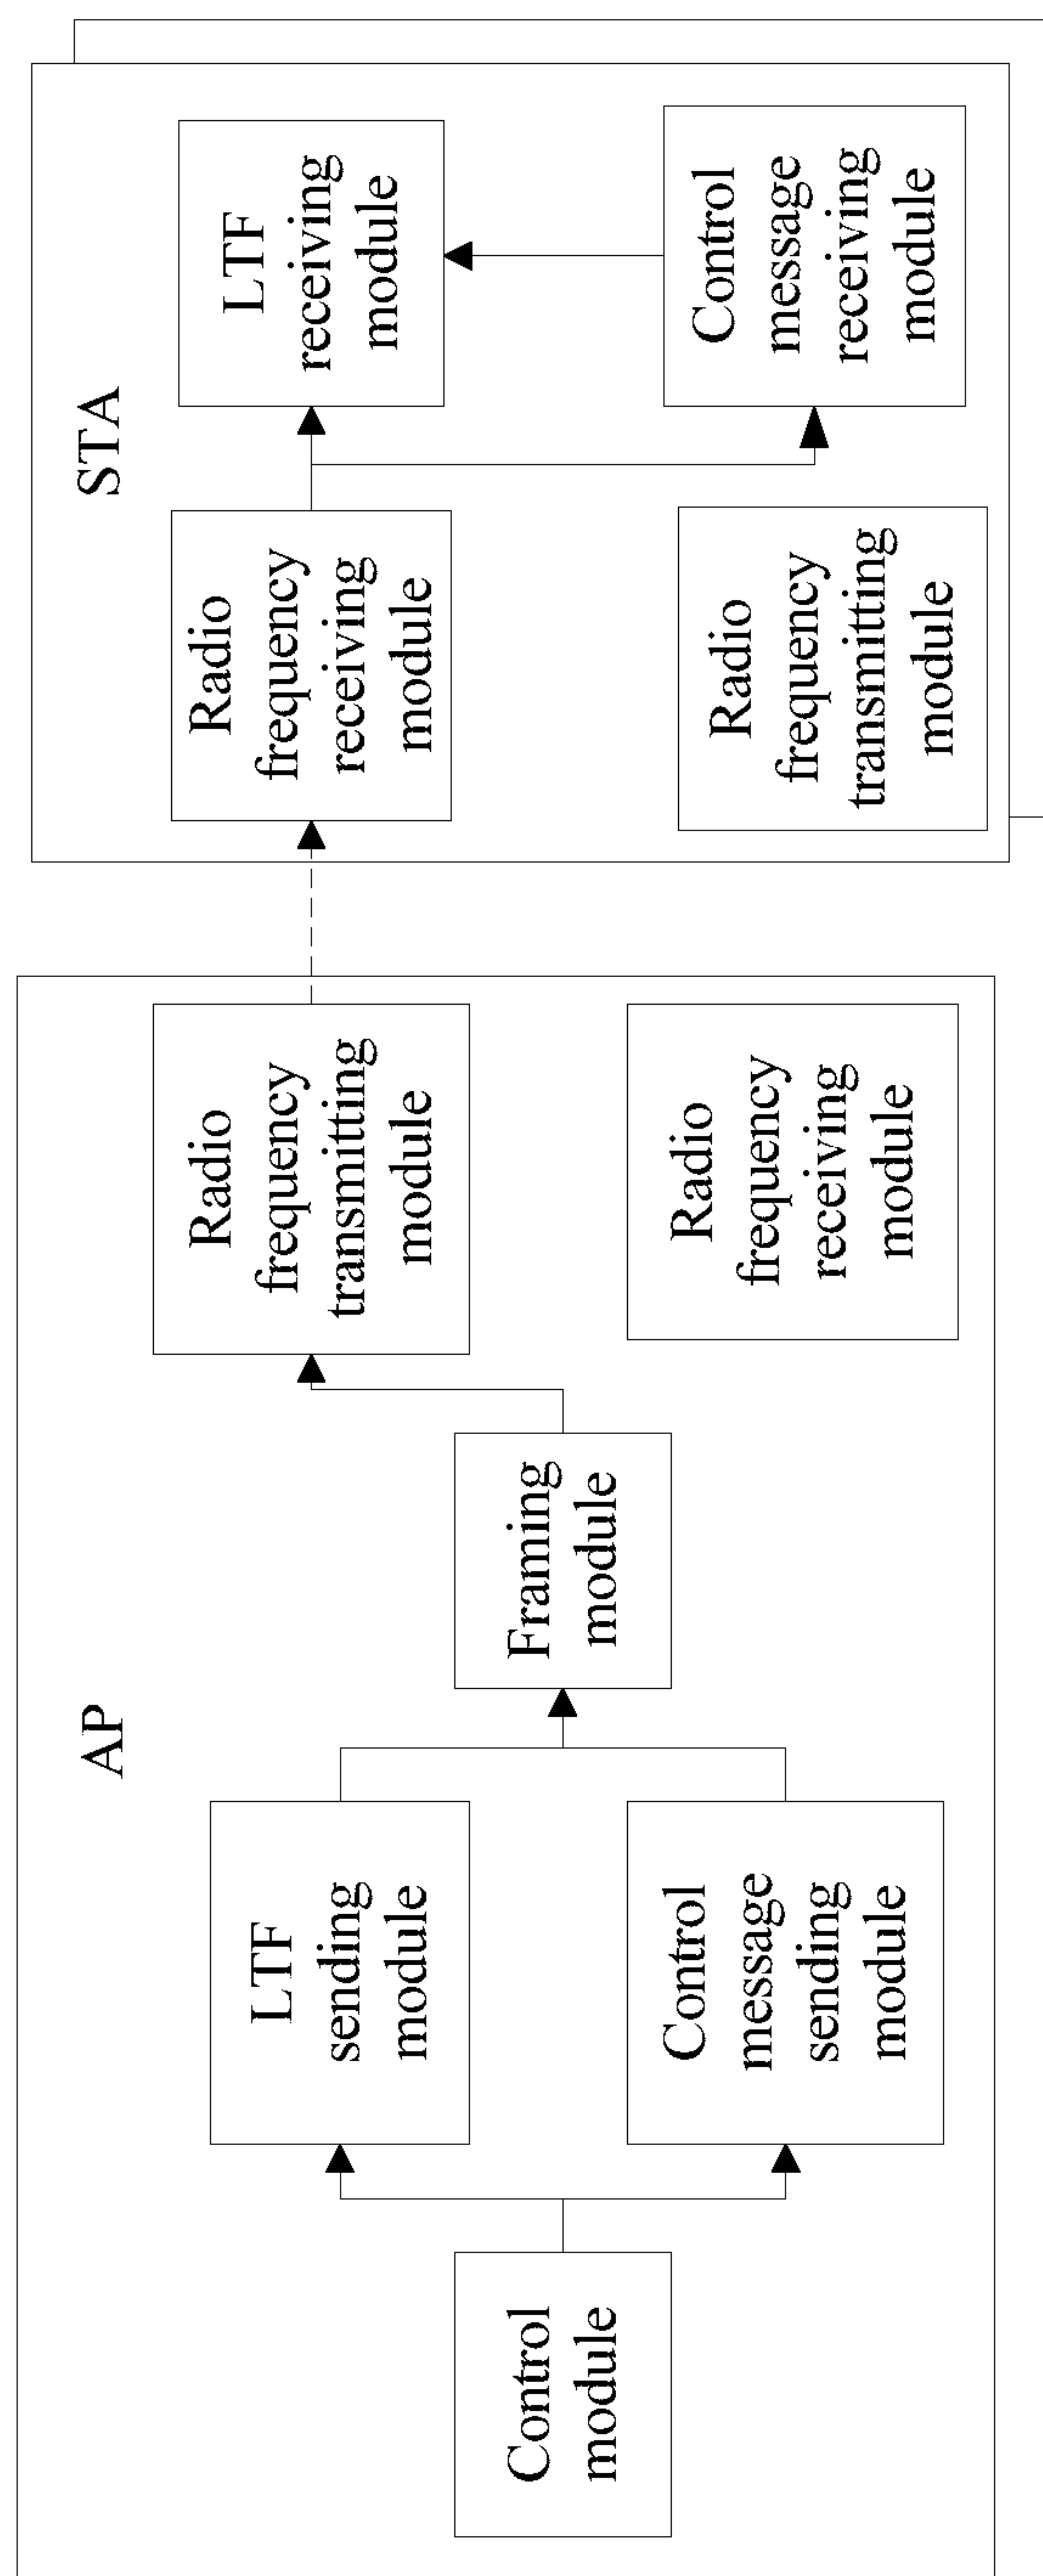 AP
Control
module
LTF
sending
module
Control
message
sending
module
Framing
module
Radio
frequency
transmitting
module
Radio
frequency
receiving
module
STA
Radio
frequency
receiving
module
Radio
frequency
transmitting
module
LTF
receiving
module
Control
message
receiving
module